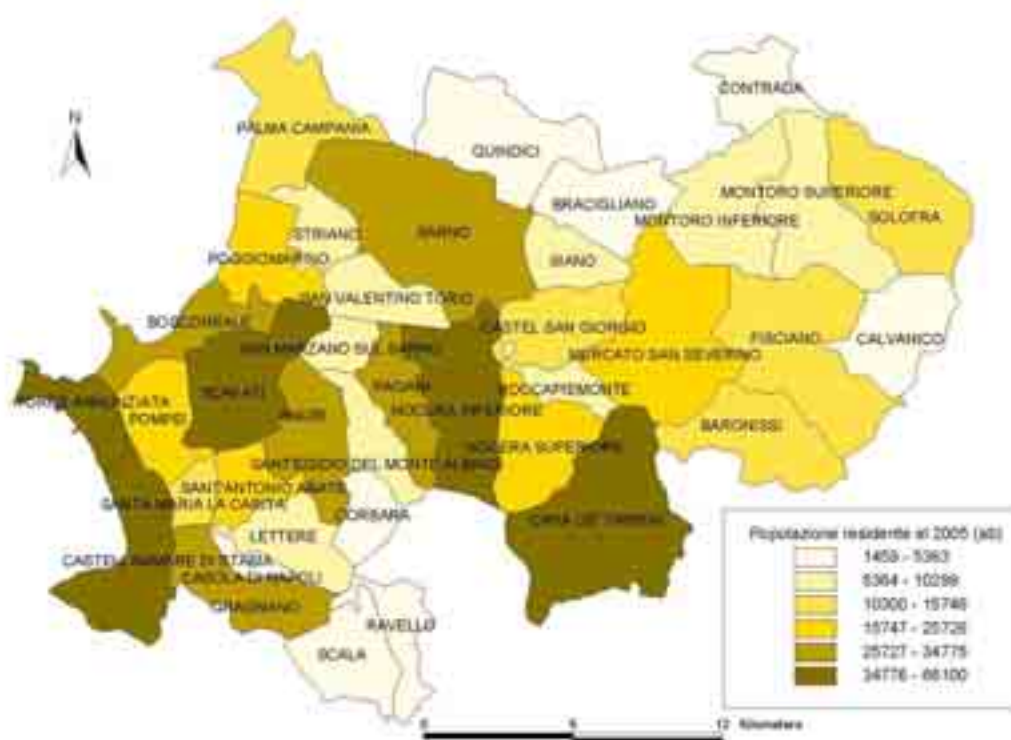 CONTRADA
N
PALMA CAMPANIA
QUINDICI
BRACIGLIANO
MONTORO SUPERIORE
MONTORO INFERIORE
SOLOFRA
STRIANO
SARNO
SIANO
POGGIOMARINO
SAN VALENTINO TORIO
BOSCOREALE
CASTEL SAN GIORGIO
FISCIANO
CALVANICO
SAN MARZANO SUL SARNO
MERCATO SAN SEVERINO
SCAFATI
PAGANI
ROCCAPIEMONTE
TORRE ANNUNZIATA
POMPEI
ANGRI
NOCERA INFERIORE
BARONISSI
NOCERA SUPERIORE
SANT'EGIDIO DEL MONTE ALBINO
SANT'ANTONIO ABATE
SANTA MARIA LA CARITA'
CORBARA
CAVA DE' TIRRENI
LETTERE
CASTELLAMMARE DI STABIA
CASOLA DI NAPOLI
GRAGNANO
RAVELLO
SCALA
Popolazione residente al 2005 (ab)
1459 - 5363
5364 - 10299
10300 - 15746
15747 - 25726
25727 - 34775
34776 - 66100
0 6 12 Kilometers